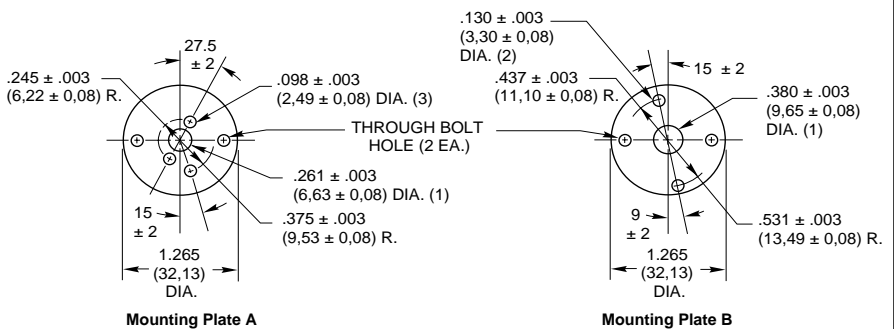 27.5
± 2
.245 ± .003
(6,22 ± 0,08) R.
.098 ± .003
(2,49 ± 0,08) DIA. (3)
THROUGH BOLT
HOLE (2 EA.)
.261 ± .003
(6,63 ± 0,08) DIA. (1)
15
± 2
.375 ± .003
(9,53 ± 0,08) R.
1.265
(32,13)
DIA.
Mounting Plate A
.130 ± .003
(3,30 ± 0,08)
DIA. (2)
15 ± 2
.437 ± .003
(11,10 ± 0,08) R.
.380 ± .003
(9,65 ± 0,08)
DIA. (1)
9
± 2
.531 ± .003
(13,49 ± 0,08) R.
1.265
(32,13)
DIA.
Mounting Plate B